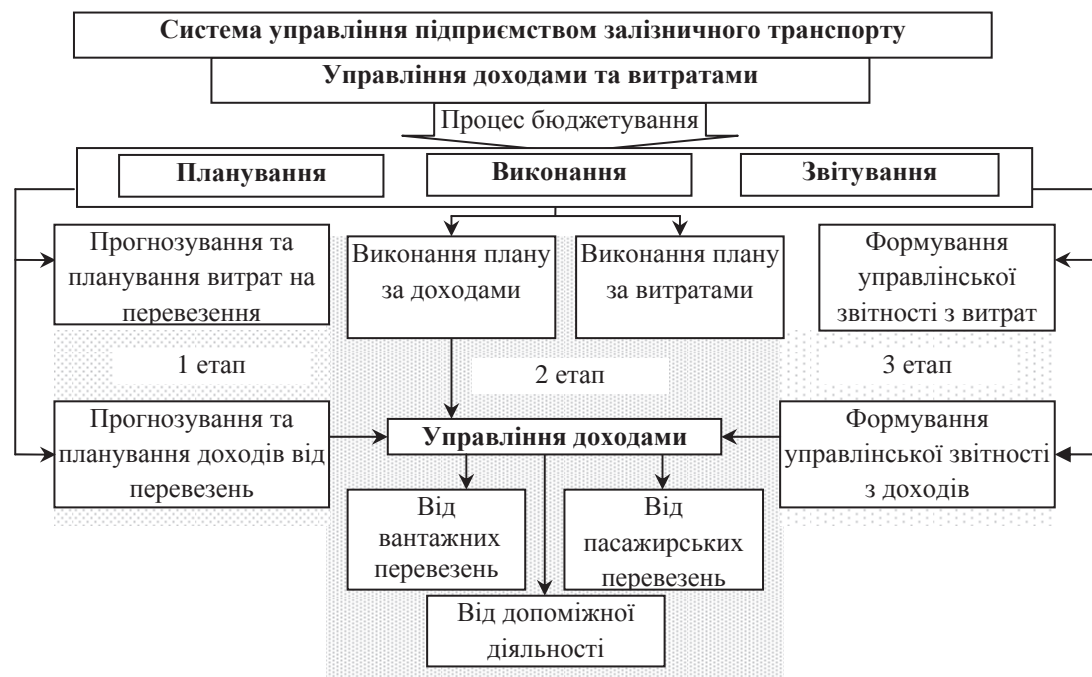 Система управління підприємством залізничного транспорту
Управління доходами та витратами
Процес бюджетування
Планування
Виконання
Звітування
Прогнозування та
планування витрат на
перевезення
Виконання плану
за доходами
Виконання плану
за витратами
Формування
управлінської
звітності з витрат
1 етап
2 етап
3 етап
Прогнозування та
планування доходів від
перевезень
Управління доходами
Формування
управлінської звітності
з доходів
Від
вантажних
перевезень
Від
пасажирських
перевезень
Від допоміжної
діяльності